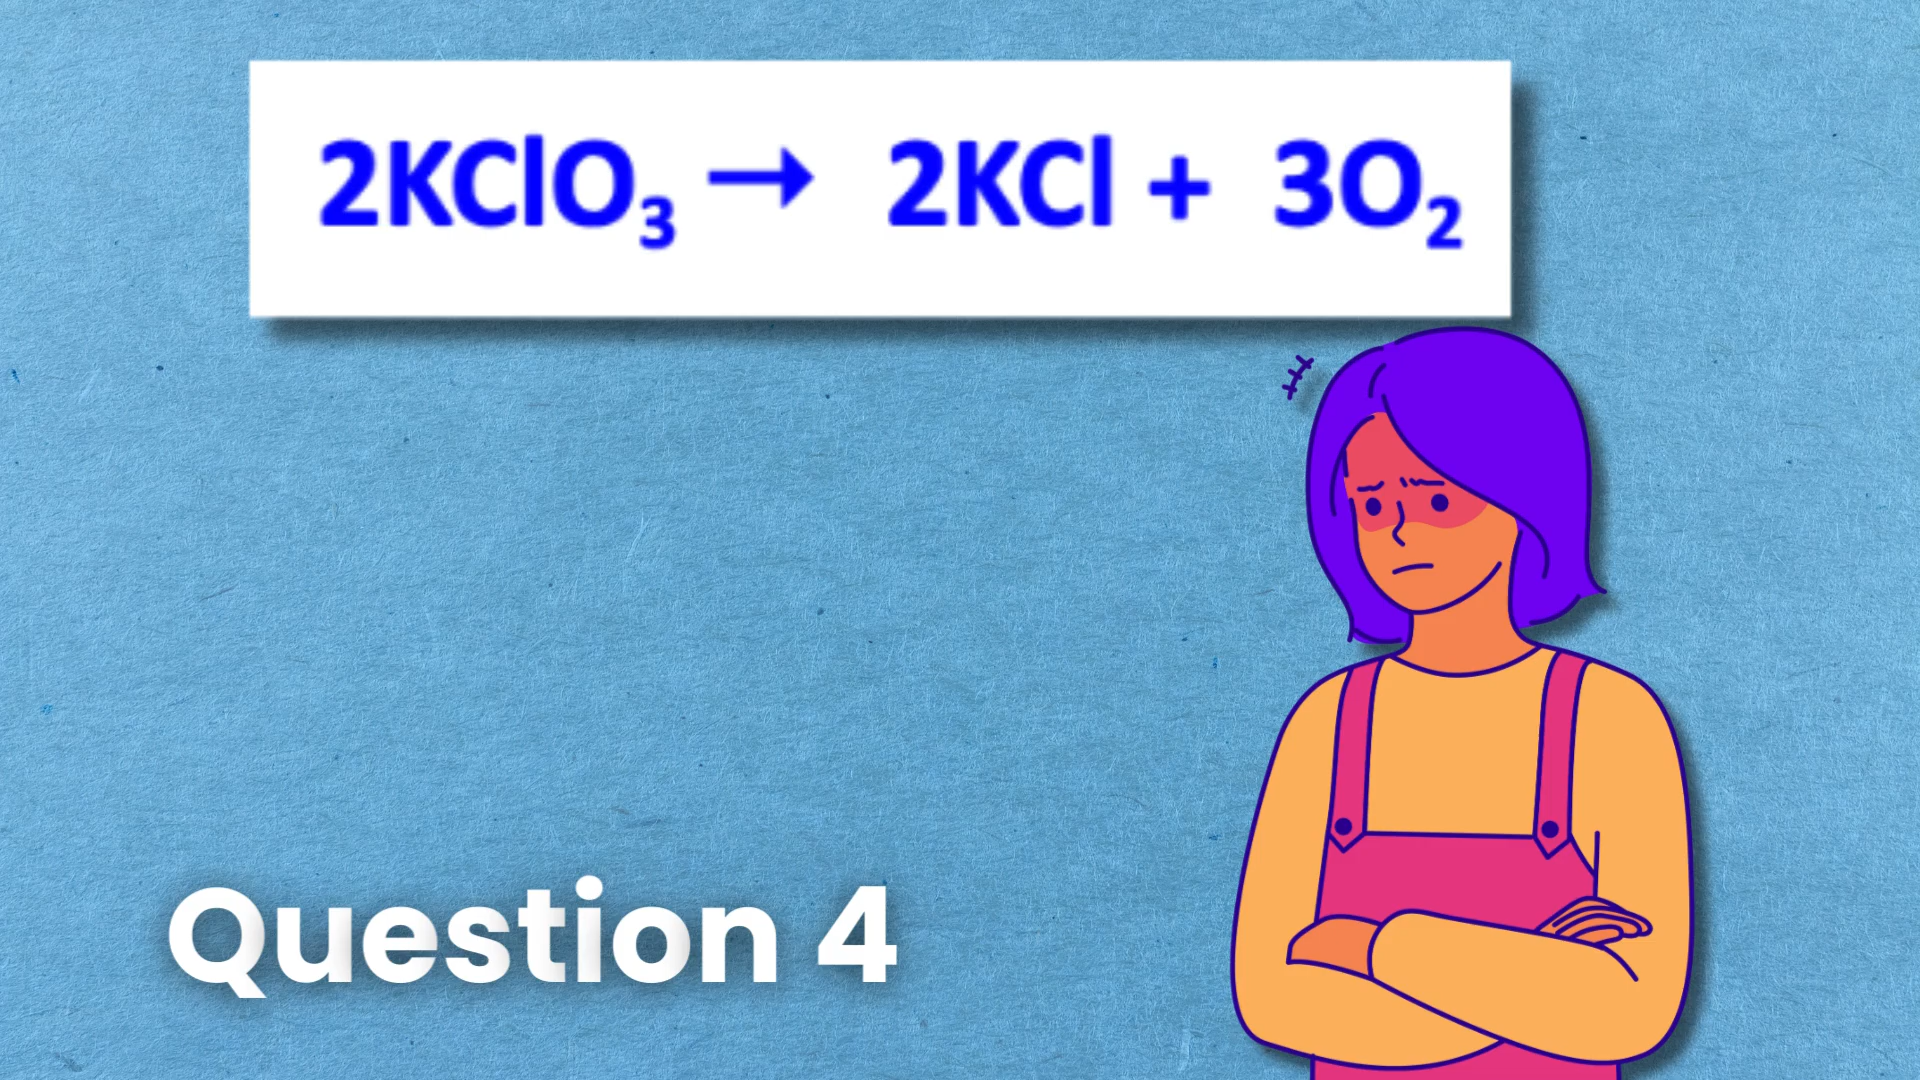 2KClO₃ → 2KCl + 3O₂
Question 4